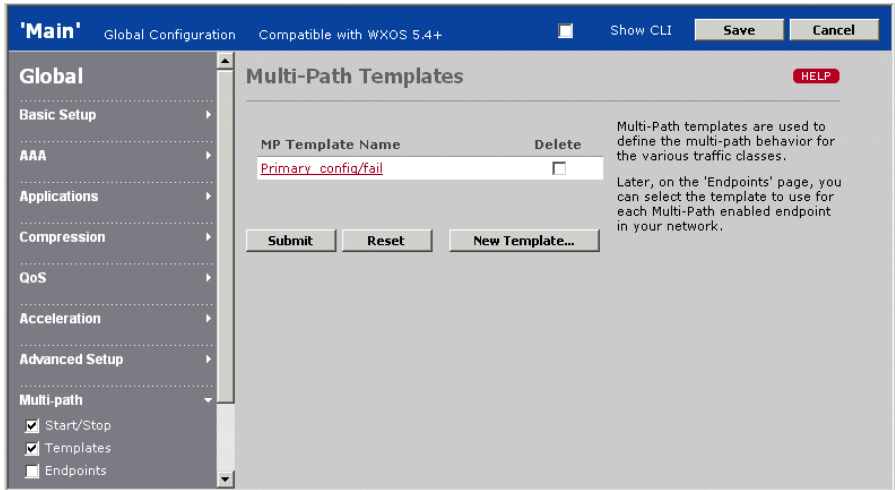 'Main' Global Configuration Compatible with WXOS 5.4+ Show CLI Save Cancel
Global
Basic Setup
AAA
Applications
Compression
QoS
Acceleration
Advanced Setup
Multi-path
Start/Stop
Templates
Endpoints
Multi-Path Templates
HELP
MP Template Name Delete
Primary_config/fail
Submit Reset New Template...
Multi-Path templates are used to
define the multi-path behavior for
the various traffic classes.
Later, on the 'Endpoints' page, you
can select the template to use for
each Multi-Path enabled endpoint
in your network.